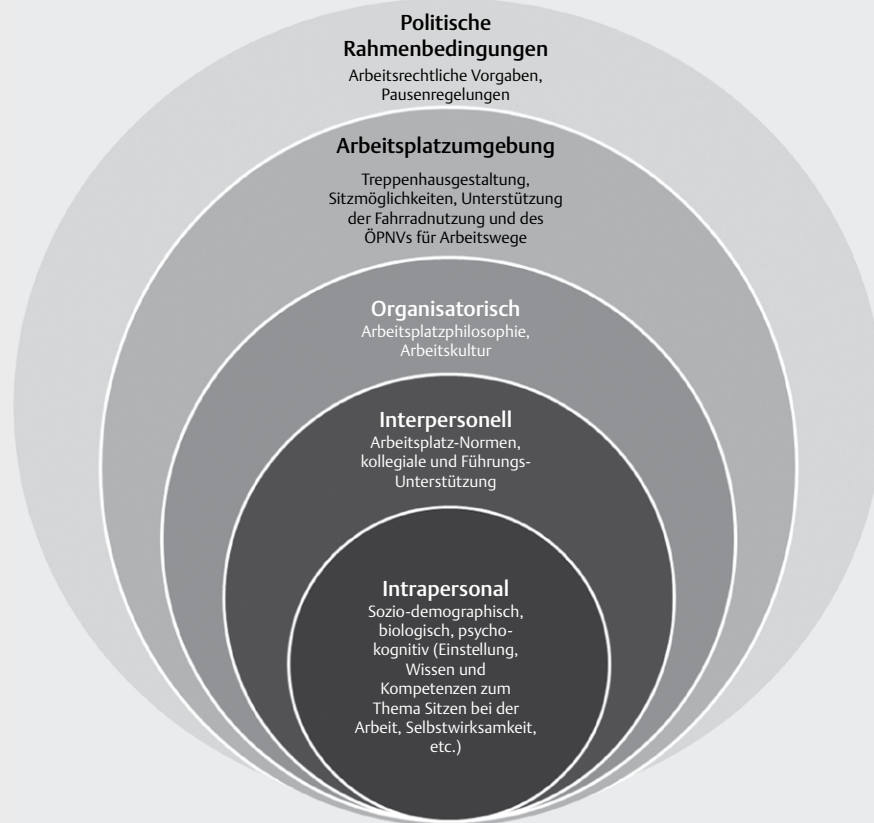 Politische
Rahmenbedingungen
Arbeitsrechtliche Vorgaben,
Pausenregelungen
Arbeitsplatzumgebung
Treppenhausgestaltung,
Sitzmöglichkeiten, Unterstützung
der Fahrradnutzung und des
ÖPNVs für Arbeitswege
Organisatorisch
Arbeitsplatzphilosophie,
Arbeitskultur
Interpersonell
Arbeitsplatz-Normen,
kollegiale und Führungs-
Unterstützung
Intrapersonal
Sozio-demographisch,
biologisch, psycho-
kognitiv (Einstellung,
Wissen und
Kompetenzen zum
Thema Sitzen bei der
Arbeit, Selbstwirksamkeit,
etc.)